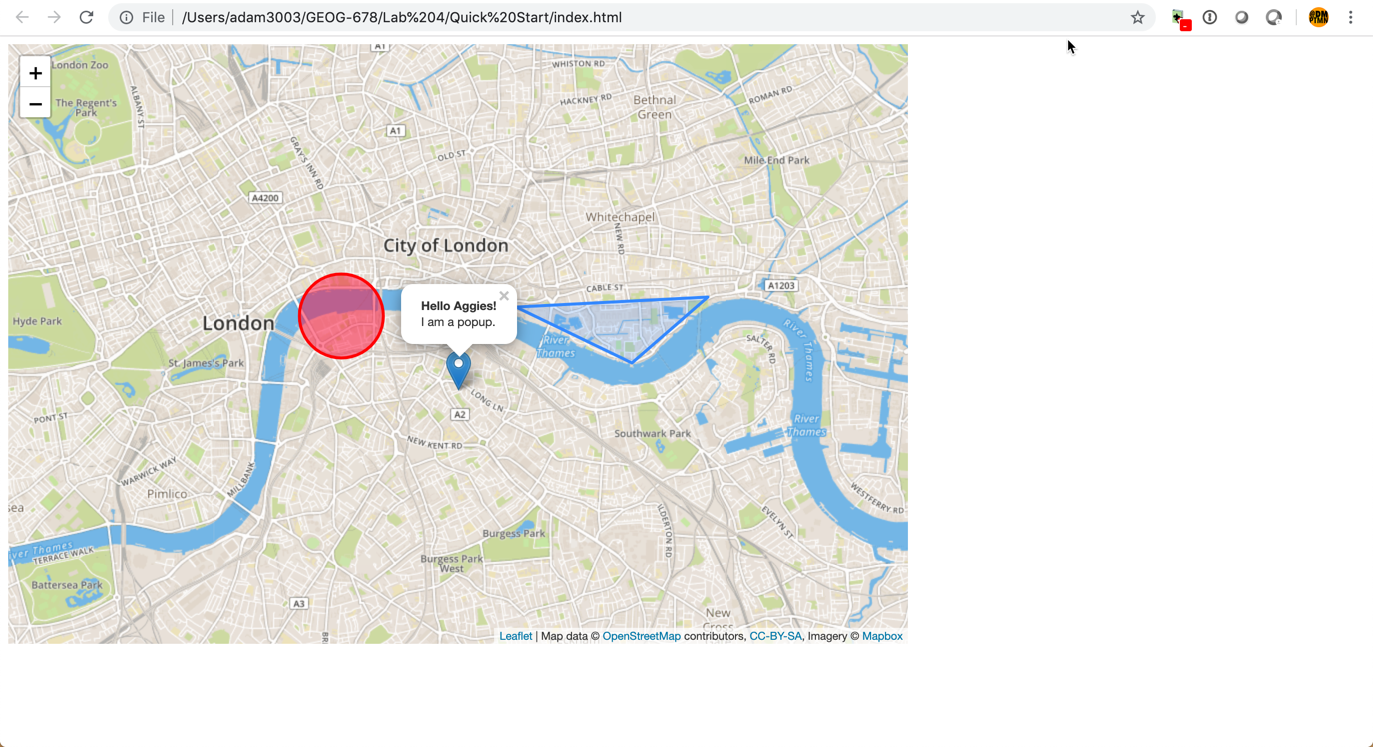 File | /Users/adam3003/GEOG-678/Lab%204/Quick%20Start/index.html
A1
London Zoo
+
−
The Regent's
Park
ALBANY ST
WHISTON RD
HACKNEY RD
Bethnal
Green
ROMAN RD
A1
GRAY'S INN RD
OLD ST
Mile End Park
A4200
Whitechapel
NEW RD
City of London
CABLE ST
A1203
Hyde Park
London
Hello Aggies!
I am a popup.
×
River
Thames
River Thames
SALTER RD
St. James's Park
LONG LN
A2
PONT ST
NEW KENT RD
Southwark Park
River
Thames
WARWICK WAY
MILLBANK
Pimlico
sea
WESTFERRY RD
ILDERTON RD
EVELYN ST
Burgess Park
ver Thames
TERRACE WALK
Burgess Park
West
Battersea Park
A3
New
Cross
BRI
Leaflet | Map data © OpenStreetMap contributors, CC-BY-SA, Imagery © Mapbox